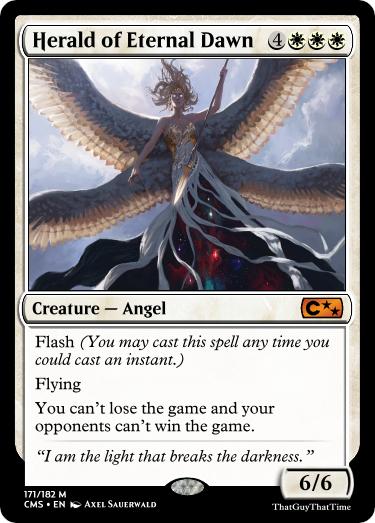 Herald of Eternal Dawn 4
Creature — Angel
C
Flash (You may cast this spell any time you
could cast an instant.)
Flying
You can't lose the game and your
opponents can't win the game.
“I am the light that breaks the darkness.”
6/6
171/182 M
CMS • EN Axel Sauerwald
ThatGuyThatTime